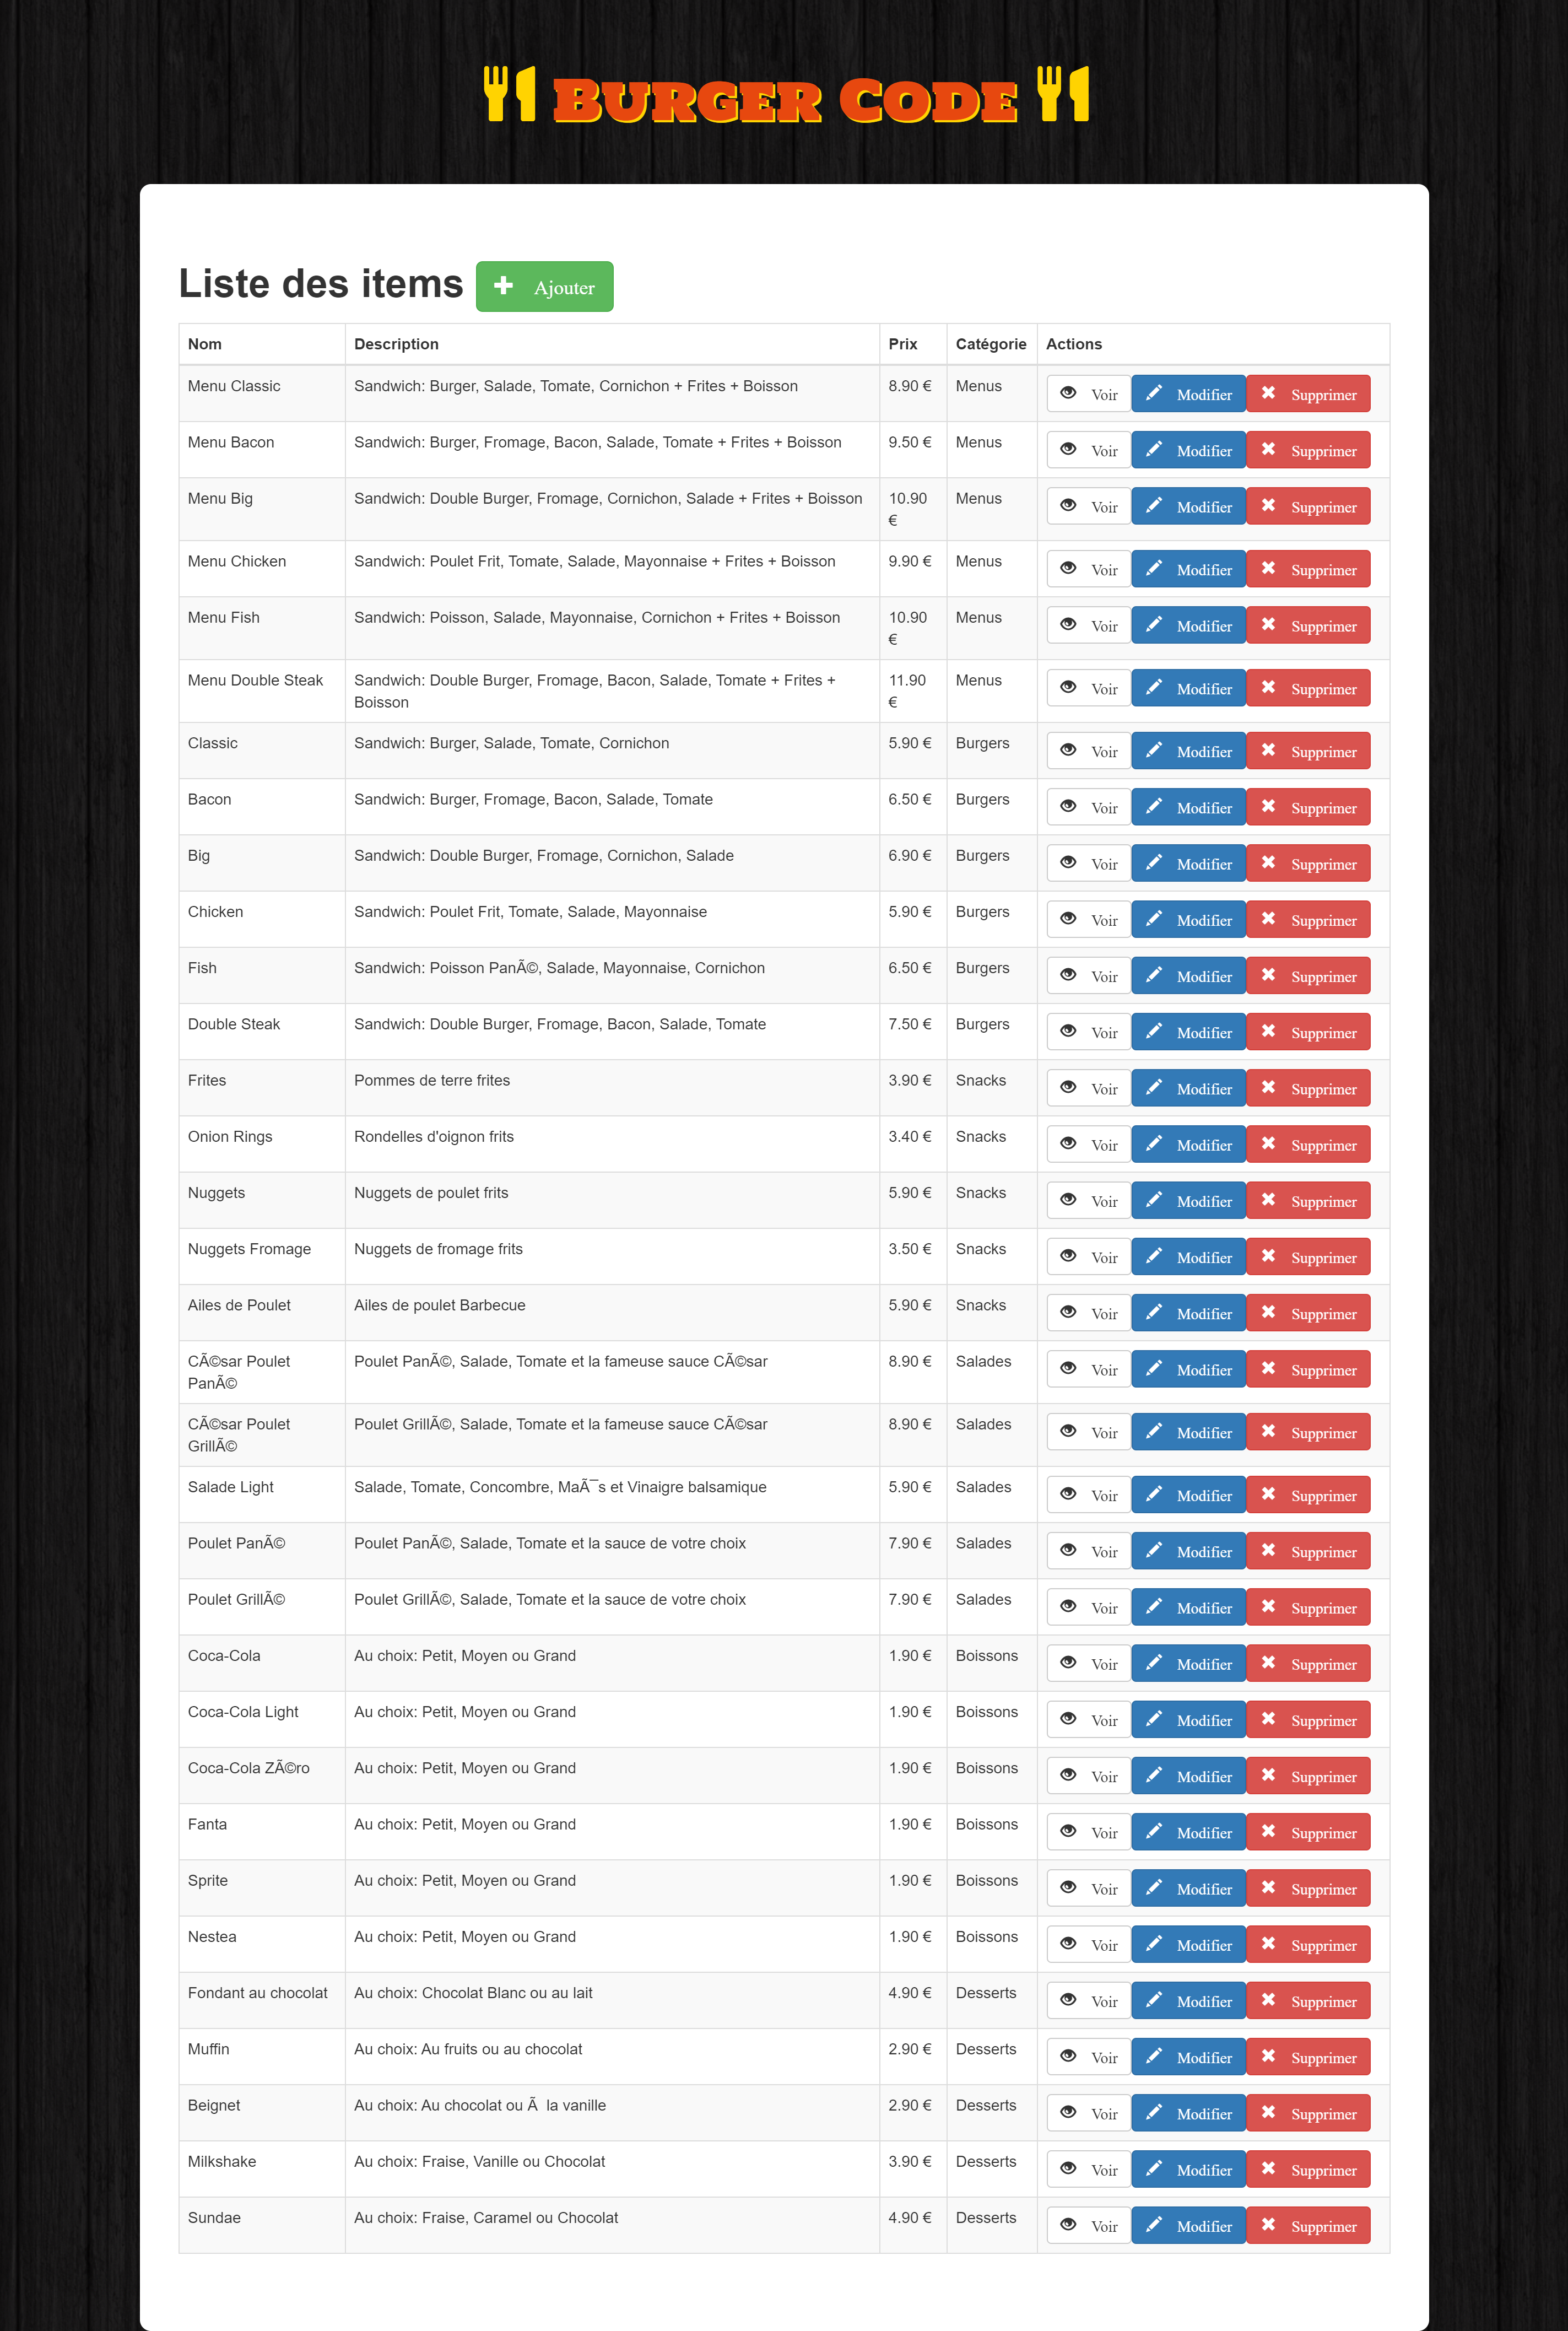 Burger Code
Liste des items Ajouter
Nom Description Prix Catégorie Actions
Menu Classic Sandwich: Burger, Salade, Tomate, Cornichon + Frites + Boisson 8.90 € Menus Voir Modifier Supprimer
Menu Bacon Sandwich: Burger, Fromage, Bacon, Salade, Tomate + Frites + Boisson 9.50 € Menus Voir Modifier Supprimer
Menu Big Sandwich: Double Burger, Fromage, Cornichon, Salade + Frites + Boisson 10.90 Menus Voir Modifier Supprimer
€
Menu Chicken Sandwich: Poulet Frit, Tomate, Salade, Mayonnaise + Frites + Boisson 9.90 € Menus Voir Modifier Supprimer
Menu Fish Sandwich: Poisson, Salade, Mayonnaise, Cornichon + Frites + Boisson 10.90 Menus Voir Modifier Supprimer
€
Menu Double Steak Sandwich: Double Burger, Fromage, Bacon, Salade, Tomate + Frites + 11.90 Menus Voir Modifier Supprimer
Boisson €
Classic Sandwich: Burger, Salade, Tomate, Cornichon 5.90 € Burgers Voir Modifier Supprimer
Bacon Sandwich: Burger, Fromage, Bacon, Salade, Tomate 6.50 € Burgers Voir Modifier Supprimer
Big Sandwich: Double Burger, Fromage, Cornichon, Salade 6.90 € Burgers Voir Modifier Supprimer
Chicken Sandwich: Poulet Frit, Tomate, Salade, Mayonnaise 5.90 € Burgers Voir Modifier Supprimer
Fish Sandwich: Poisson PanÃ©, Salade, Mayonnaise, Cornichon 6.50 € Burgers Voir Modifier Supprimer
Double Steak Sandwich: Double Burger, Fromage, Bacon, Salade, Tomate 7.50 € Burgers Voir Modifier Supprimer
Frites Pommes de terre frites 3.90 € Snacks Voir Modifier Supprimer
Onion Rings Rondelles d'oignon frits 3.40 € Snacks Voir Modifier Supprimer
Nuggets Nuggets de poulet frits 5.90 € Snacks Voir Modifier Supprimer
Nuggets Fromage Nuggets de fromage frits 3.50 € Snacks Voir Modifier Supprimer
Ailes de Poulet Ailes de poulet Barbecue 5.90 € Snacks Voir Modifier Supprimer
CÃ©sar Poulet Poulet PanÃ©, Salade, Tomate et la fameuse sauce CÃ©sar 8.90 € Salades Voir Modifier Supprimer
PanÃ©
CÃ©sar Poulet Poulet GrillÃ©, Salade, Tomate et la fameuse sauce CÃ©sar 8.90 € Salades Voir Modifier Supprimer
GrillÃ©
Salade Light Salade, Tomate, Concombre, MaÃ¯s et Vinaigre balsamique 5.90 € Salades Voir Modifier Supprimer
Poulet PanÃ© Poulet PanÃ©, Salade, Tomate et la sauce de votre choix 7.90 € Salades Voir Modifier Supprimer
Poulet GrillÃ© Poulet GrillÃ©, Salade, Tomate et la sauce de votre choix 7.90 € Salades Voir Modifier Supprimer
Coca-Cola Au choix: Petit, Moyen ou Grand 1.90 € Boissons Voir Modifier Supprimer
Coca-Cola Light Au choix: Petit, Moyen ou Grand 1.90 € Boissons Voir Modifier Supprimer
Coca-Cola ZÃ©ro Au choix: Petit, Moyen ou Grand 1.90 € Boissons Voir Modifier Supprimer
Fanta Au choix: Petit, Moyen ou Grand 1.90 € Boissons Voir Modifier Supprimer
Sprite Au choix: Petit, Moyen ou Grand 1.90 € Boissons Voir Modifier Supprimer
Nestea Au choix: Petit, Moyen ou Grand 1.90 € Boissons Voir Modifier Supprimer
Fondant au chocolat Au choix: Chocolat Blanc ou au lait 4.90 € Desserts Voir Modifier Supprimer
Muffin Au choix: Au fruits ou au chocolat 2.90 € Desserts Voir Modifier Supprimer
Beignet Au choix: Au chocolat ou Ã  la vanille 2.90 € Desserts Voir Modifier Supprimer
Milkshake Au choix: Fraise, Vanille ou Chocolat 3.90 € Desserts Voir Modifier Supprimer
Sundae Au choix: Fraise, Caramel ou Chocolat 4.90 € Desserts Voir Modifier Supprimer